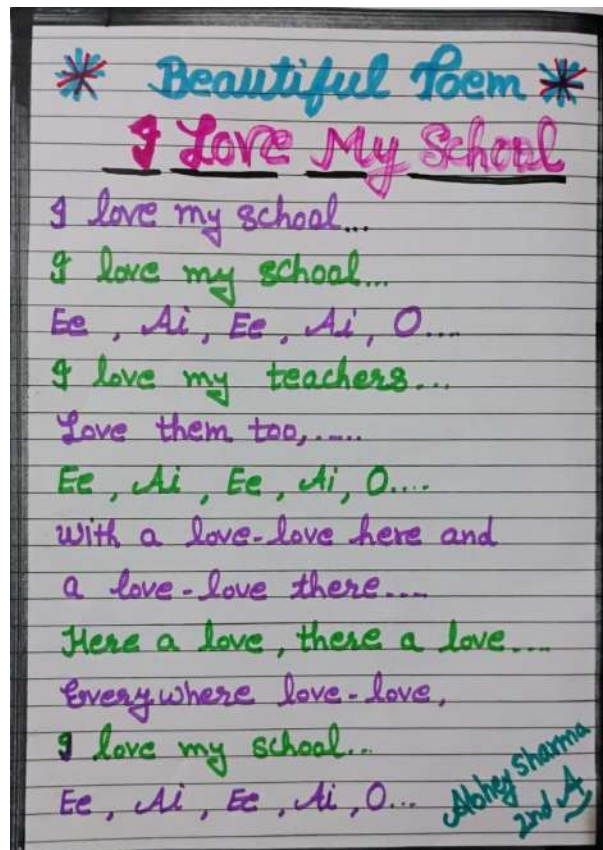 Beautiful Poem
I Love My School
I love my school...
I love my school...
Ee, Ai, Ee, Ai, O....
I love my teachers...
Love them too,.....
Ee, Ai, Ee, Ai, O....
With a love-love here and
a love-love there....
Here a love, there a love....
Everywhere love-love,
I love my school...
Ee, Ai, Ee, Ai, O...
Abhey Sharma
2nd A